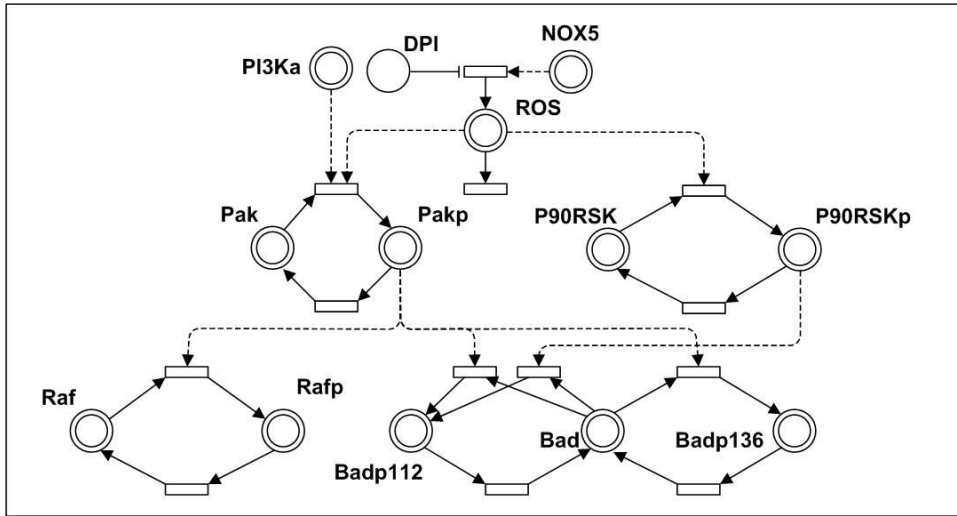 NOX5
DPI
PI3Ka
ROS
Pak
Pakp
P90RSK
P90RSKp
Raf
Rafp
Badp112
Bad
Badp136